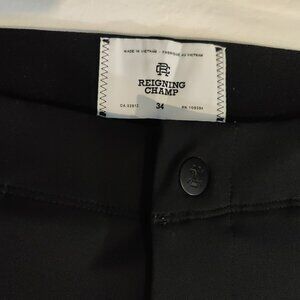 MADE IN VIETNAM - FABRIQUÉ AU VIETNAM
REIGNING
CHAMP
34